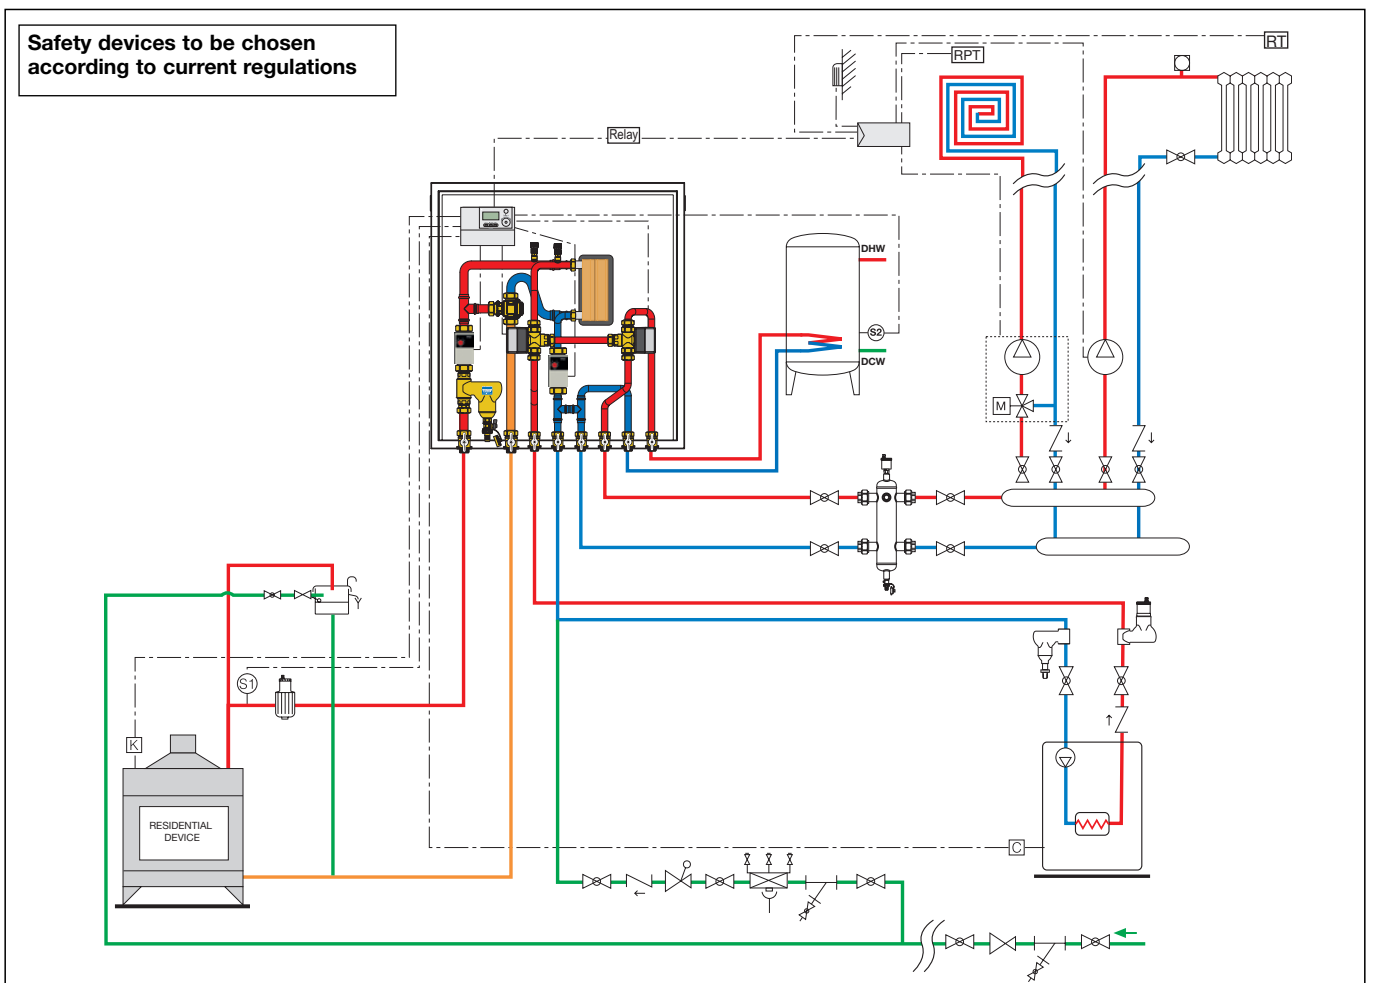 Safety devices to be chosen
according to current regulations
RT
RPT
Relay
DHW
S2
DCW
M
S1
K
RESIDENTIAL
DEVICE
C